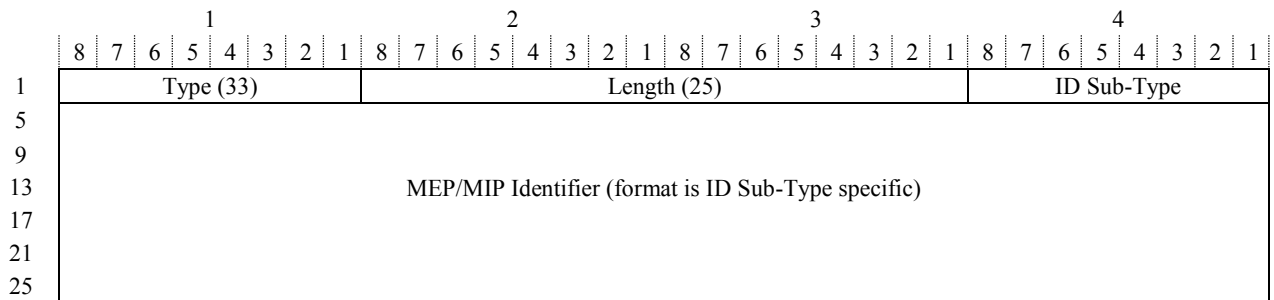 1 2 3 4
8 7 6 5 4 3 2 1 8 7 6 5 4 3 2 1 8 7 6 5 4 3 2 1 8 7 6 5 4 3 2 1
1 Type (33) Length (25) ID Sub-Type
5
9
13 MEP/MIP Identifier (format is ID Sub-Type specific)
17
21
25